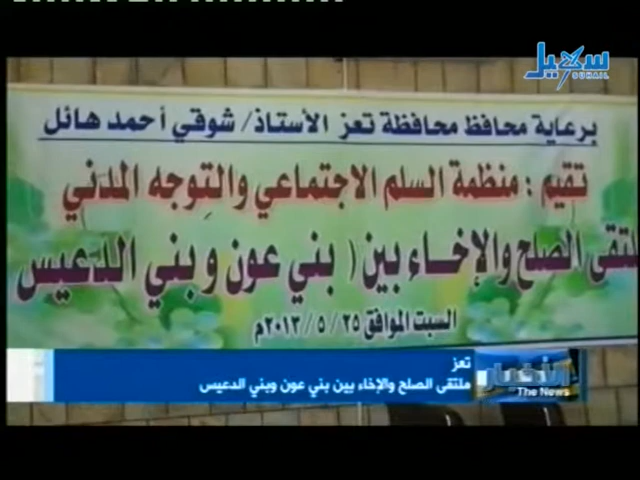 سهيل
SUHAIL
برعاية محافظ محافظة تعز الأستاذ/ شوقي أحمد هائل
تقيم : منظمة السلم الاجتماعي والتوجه المدني
ملتقى الصلح والإخاء بين ( بني عون وبني الدعيس
السبت الموافق ٢٥ / ٥ / ٢٠١٣م
تعز
ملتقى الصلح والإخاء بين بني عون وبني الدعيس
الأخبار
The News